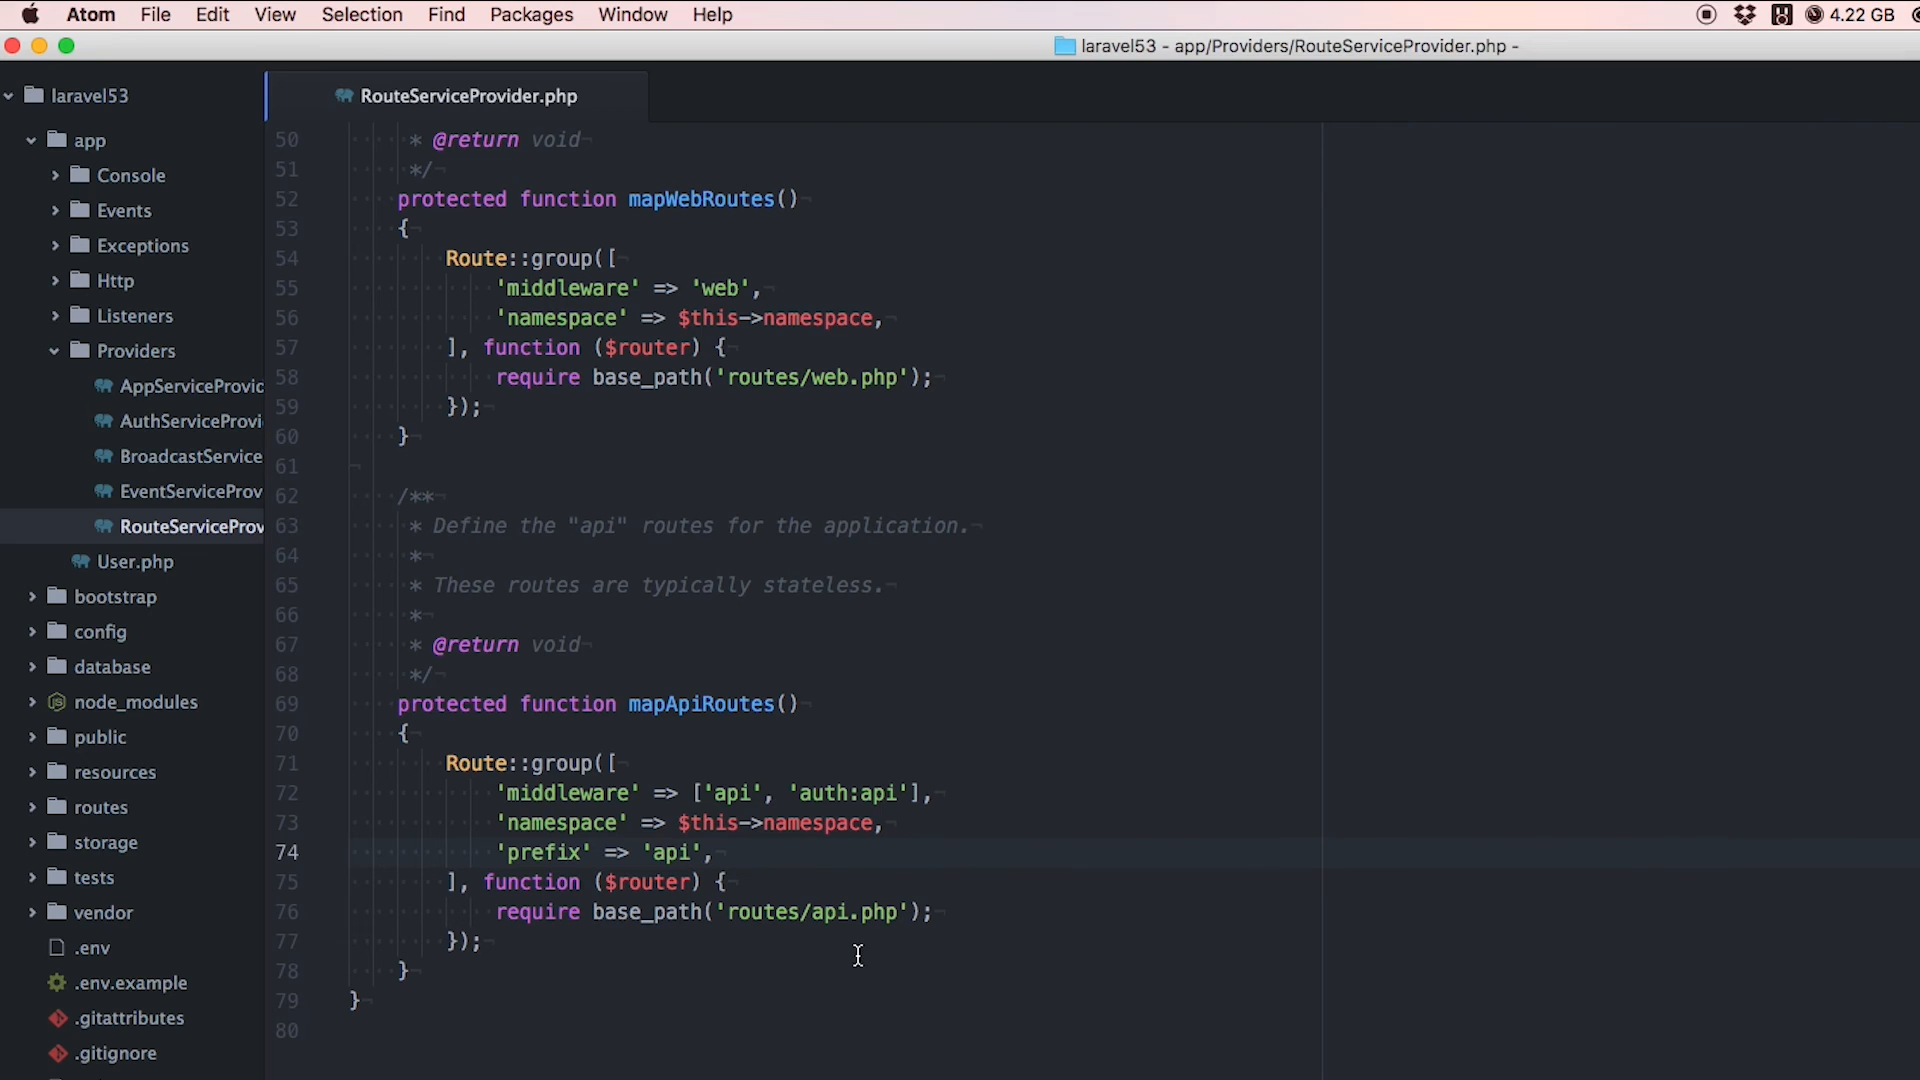 Atom File Edit View Selection Find Packages Window Help 4.22 GB
laravel53 - app/Providers/RouteServiceProvider.php -
laravel53
app
Console
Events
Exceptions
Http
Listeners
Providers
AppServiceProvid
AuthServiceProvi
BroadcastService
EventServiceProv
RouteServiceProv
User.php
bootstrap
config
database
node_modules
public
resources
routes
storage
tests
vendor
.env
.env.example
.gitattributes
.gitignore
RouteServiceProvider.php
50 * @return void
51 */
52 protected function mapWebRoutes()
53 {
54 Route::group([
55 'middleware' => 'web',
56 'namespace' => $this->namespace,
57 ], function ($router) {
58 require base_path('routes/web.php');
59 });
60 }
61
62 /**
63 * Define the "api" routes for the application.
64 *
65 * These routes are typically stateless.
66 *
67 * @return void
68 */
69 protected function mapApiRoutes()
70 {
71 Route::group([
72 'middleware' => ['api', 'auth:api'],
73 'namespace' => $this->namespace,
74 'prefix' => 'api',
75 ], function ($router) {
76 require base_path('routes/api.php');
77 });
78 }
79 }
80